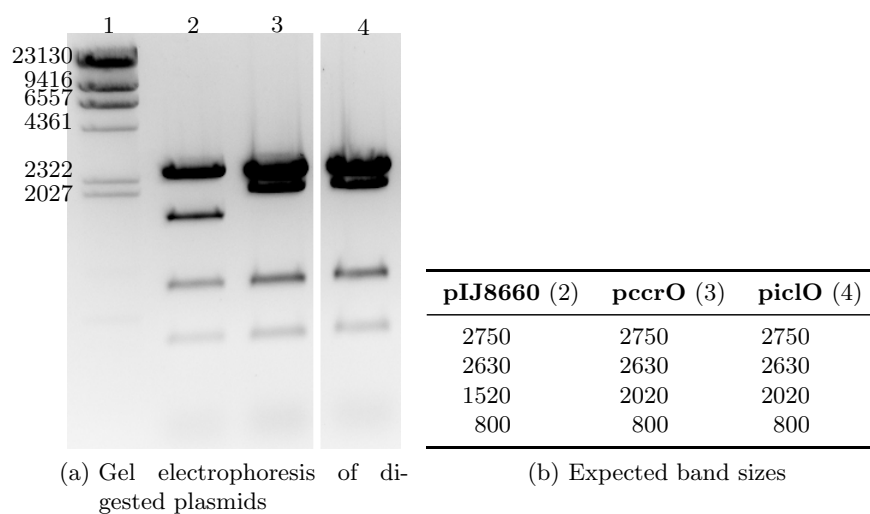 1 2 3 4
23130
9416
6557
4361
2322
2027
pIJ8660 (2) pccrO (3) piclO (4)
2750 2750 2750
2630 2630 2630
1520 2020 2020
800 800 800
(a) Gel electrophoresis of di-
gested plasmids
(b) Expected band sizes